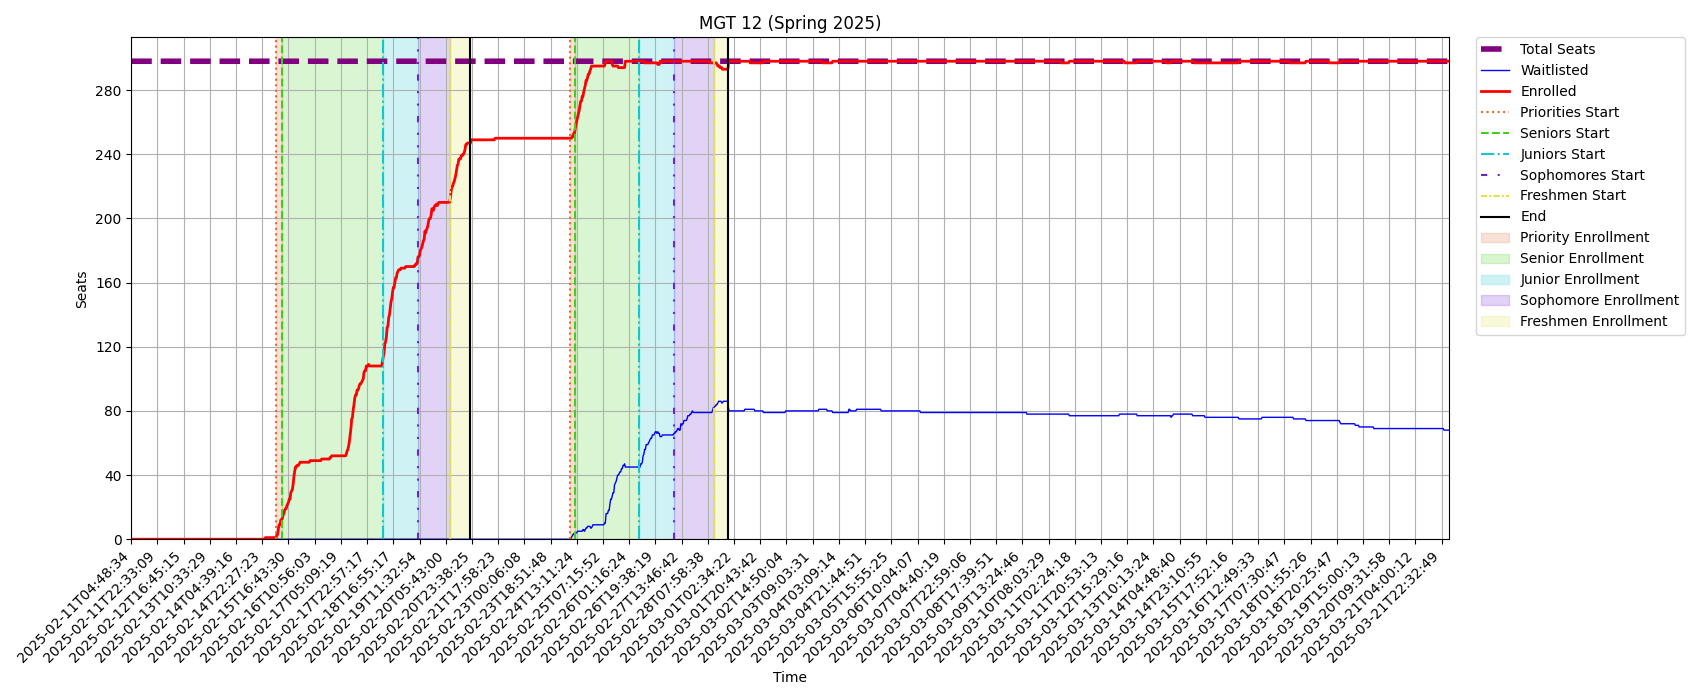 MGT 12 (Spring 2025)
Total Seats
Waitlisted
Enrolled
Priorities Start
Seniors Start
Juniors Start
Sophomores Start
Freshmen Start
End
Priority Enrollment
Senior Enrollment
Junior Enrollment
Sophomore Enrollment
Freshmen Enrollment
Seats
280
240
200
160
120
80
40
0
2025-02-11T04:48:34
2025-02-11T22:33:09
2025-02-12T16:45:15
2025-02-13T10:33:29
2025-02-14T04:39:16
2025-02-14T22:27:23
2025-02-15T16:43:30
2025-02-16T10:56:03
2025-02-17T05:09:19
2025-02-17T22:57:17
2025-02-18T16:55:17
2025-02-19T11:32:54
2025-02-20T05:43:00
2025-02-20T23:38:25
2025-02-21T17:58:23
2025-02-23T00:06:08
2025-02-23T18:51:48
2025-02-24T13:11:24
2025-02-25T07:15:52
2025-02-26T01:16:24
2025-02-26T19:38:19
2025-02-27T13:46:42
2025-02-28T07:58:30
2025-03-01T02:34:22
2025-03-01T20:43:42
2025-03-02T14:50:04
2025-03-03T09:03:31
2025-03-04T03:09:14
2025-03-04T21:44:51
2025-03-05T15:55:25
2025-03-06T10:04:07
2025-03-07T04:40:19
2025-03-07T22:59:06
2025-03-08T17:39:51
2025-03-09T13:24:46
2025-03-10T08:03:29
2025-03-11T02:24:18
2025-03-11T20:53:13
2025-03-12T15:29:16
2025-03-13T10:13:24
2025-03-14T04:48:40
2025-03-14T23:10:55
2025-03-15T17:52:16
2025-03-16T12:49:33
2025-03-17T07:30:47
2025-03-18T01:55:26
2025-03-18T20:25:47
2025-03-19T15:00:13
2025-03-20T09:31:58
2025-03-21T04:00:12
2025-03-21T22:32:49
Time